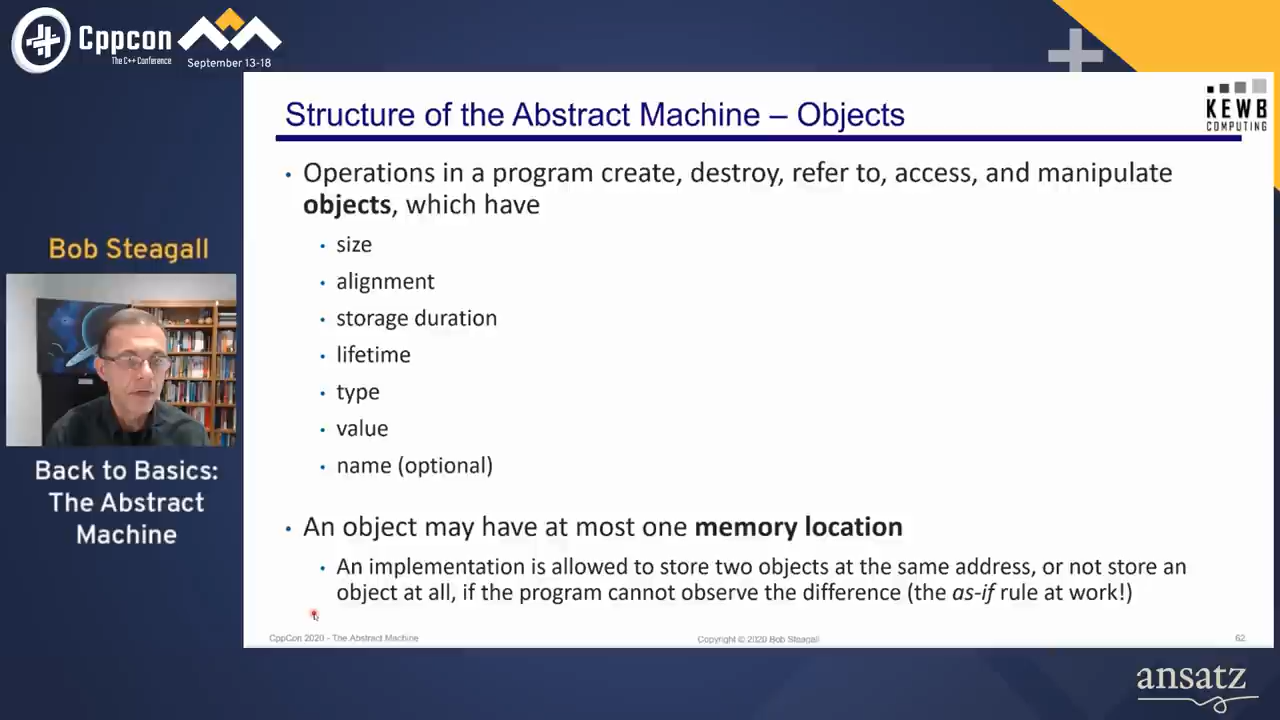 Cppcon
The C++ Conference
September 13-18
Structure of the Abstract Machine – Objects
KEWB
COMPUTING
• Operations in a program create, destroy, refer to, access, and manipulate
objects, which have
• size
• alignment
• storage duration
• lifetime
• type
• value
• name (optional)
• An object may have at most one memory location
• An implementation is allowed to store two objects at the same address, or not store an
object at all, if the program cannot observe the difference (the as-if rule at work!)
CppCon 2020 - The Abstract Machine
Copyright © 2020 Bob Steagall
62
Bob Steagall
Back to Basics:
The Abstract
Machine
ansatz